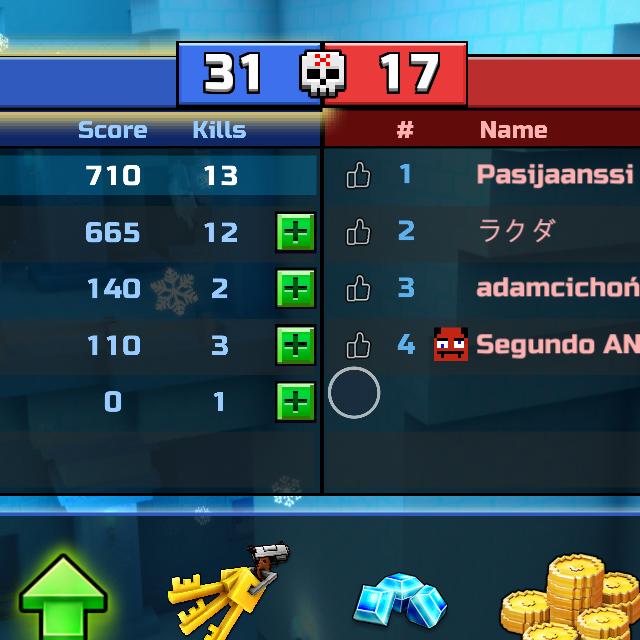 31 17
Score Kills # Name
710 13 1 Pasijaanssi
665 12 2 ラクダ
140 2 3 adamcichoń
110 3 4 Segundo AN
0 1